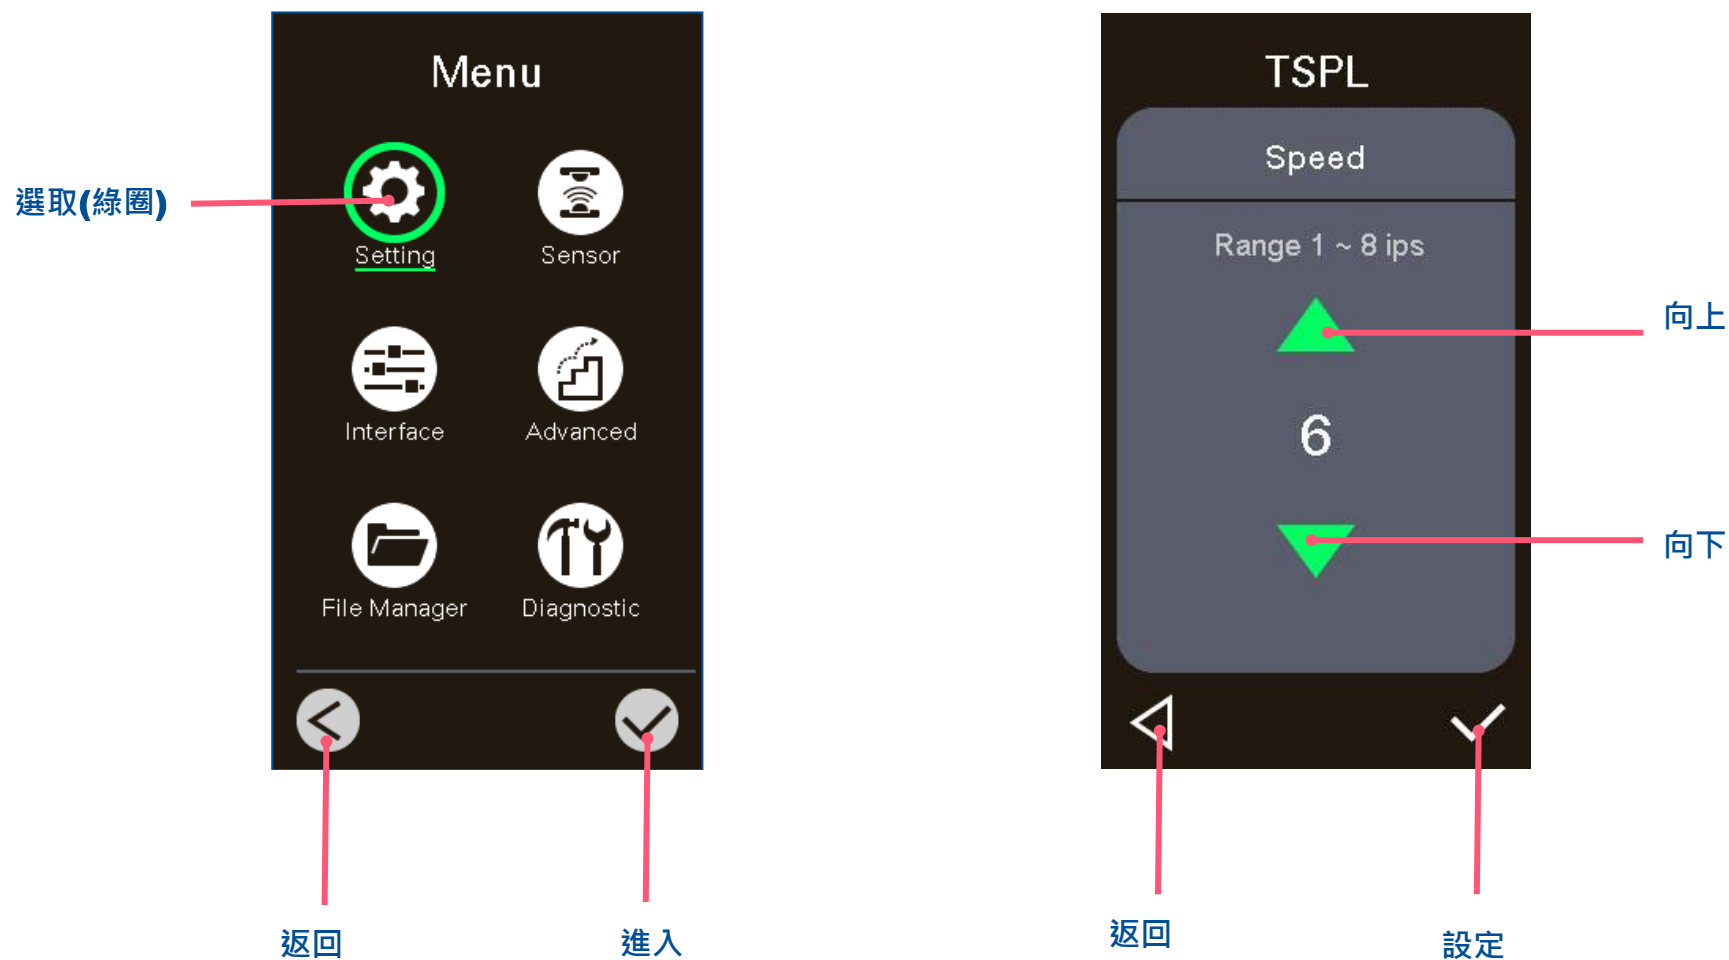 Menu
選取(綠圈)
Setting
Sensor
Interface
Advanced
File Manager
Diagnostic
返回
進入
TSPL
Speed
Range 1 ~ 8 ips
向上
6
向下
返回
設定